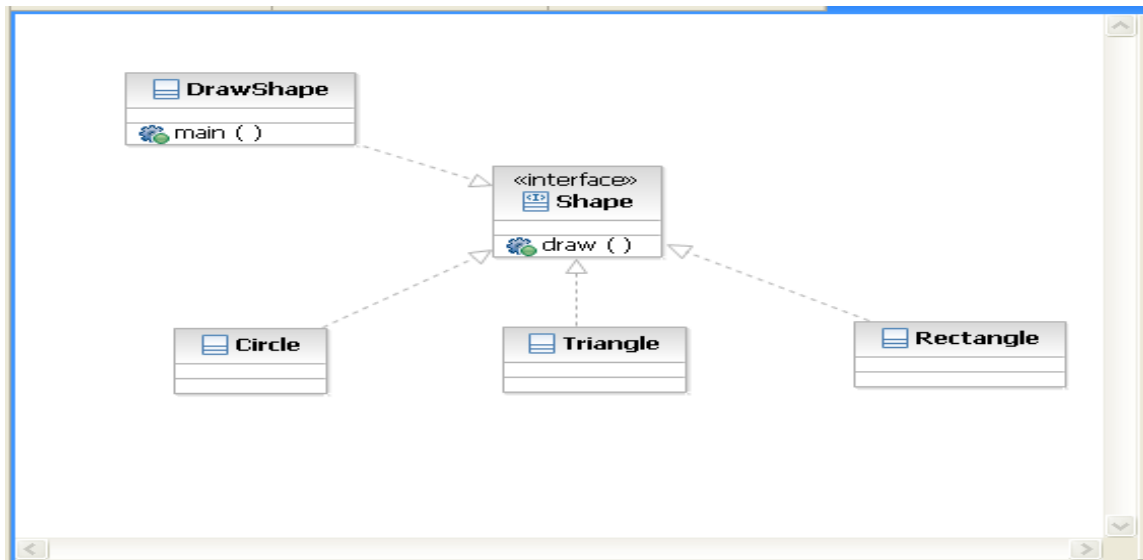 DrawShape
main ( )
«interface»
Shape
draw ( )
Circle
Triangle
Rectangle